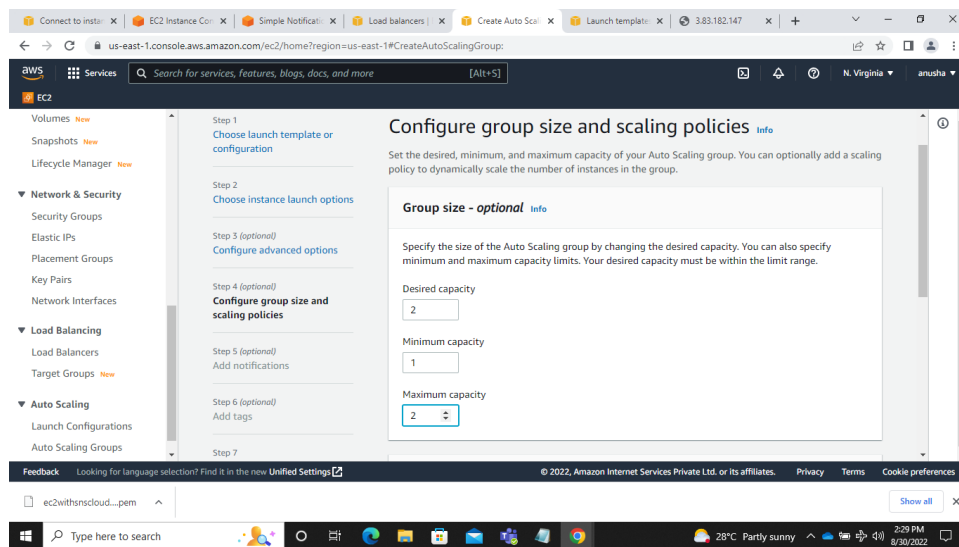 Connect to instar
EC2 Instance Con
Simple Notificatio
Load balancers |
Create Auto Scal
Launch template
3.83.182.147
us-east-1.console.aws.amazon.com/ec2/home?region=us-east-1#CreateAutoScalingGroup:
aws
Services
Search for services, features, blogs, docs, and more
[Alt+S]
N. Virginia
anusha
EC2
Volumes New
Snapshots New
Lifecycle Manager New
Network & Security
Security Groups
Elastic IPs
Placement Groups
Key Pairs
Network Interfaces
Load Balancing
Load Balancers
Target Groups New
Auto Scaling
Launch Configurations
Auto Scaling Groups
Step 1
Choose launch template or
configuration
Step 2
Choose instance launch options
Step 3 (optional)
Configure advanced options
Step 4 (optional)
Configure group size and
scaling policies
Step 5 (optional)
Add notifications
Step 6 (optional)
Add tags
Step 7
Configure group size and scaling policies Info
Set the desired, minimum, and maximum capacity of your Auto Scaling group. You can optionally add a scaling
policy to dynamically scale the number of instances in the group.
Group size - optional Info
Specify the size of the Auto Scaling group by changing the desired capacity. You can also specify
minimum and maximum capacity limits. Your desired capacity must be within the limit range.
Desired capacity
2
Minimum capacity
1
Maximum capacity
2
Feedback Looking for language selection? Find it in the new Unified Settings
© 2022, Amazon Internet Services Private Ltd. or its affiliates. Privacy Terms Cookie preferences
ec2withsnscloud....pem
Show all
Type here to search
28°C Partly sunny
2:29 PM
8/30/2022